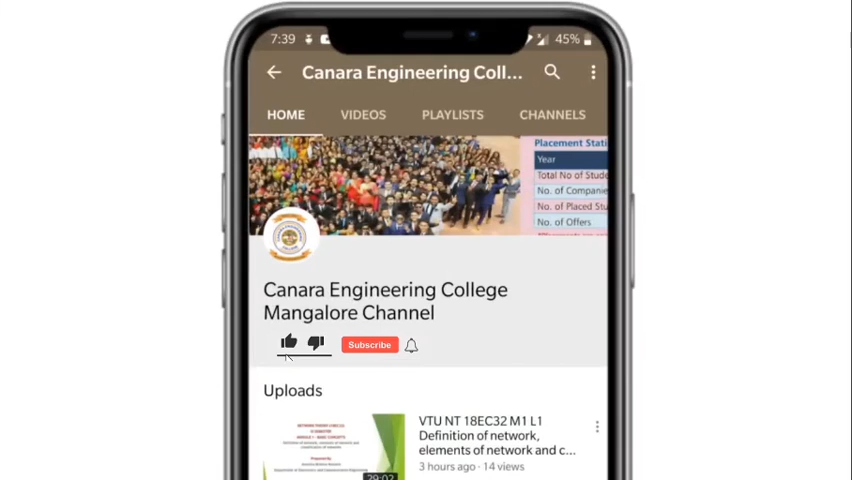 7:39
45%
Canara Engineering Coll...
HOME VIDEOS PLAYLISTS CHANNELS
Placement Stati
Year
Total No of Stude
No. of Companie
No. of Placed Stu
No. of Offers
Canara Engineering College
Mangalore Channel
Subscribe
Uploads
VTU NT 18EC32 M1 L1
Definition of network,
elements of network and c...
3 hours ago · 14 views
29:02